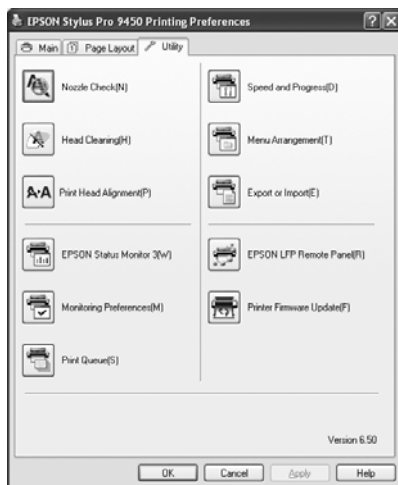 EPSON Stylus Pro 9450 Printing Preferences
Main
Page Layout
Utility
Nozzle Check(N)
Speed and Progress(D)
Head Cleaning(H)
Menu Arrangement(T)
A·A
Print Head Alignment(P)
Export or Import(E)
EPSON Status Monitor 3(W)
EPSON LFP Remote Panel(R)
Monitoring Preferences(M)
Printer Firmware Update(F)
Print Queue(S)
Version 6.50
OK
Cancel
Apply
Help